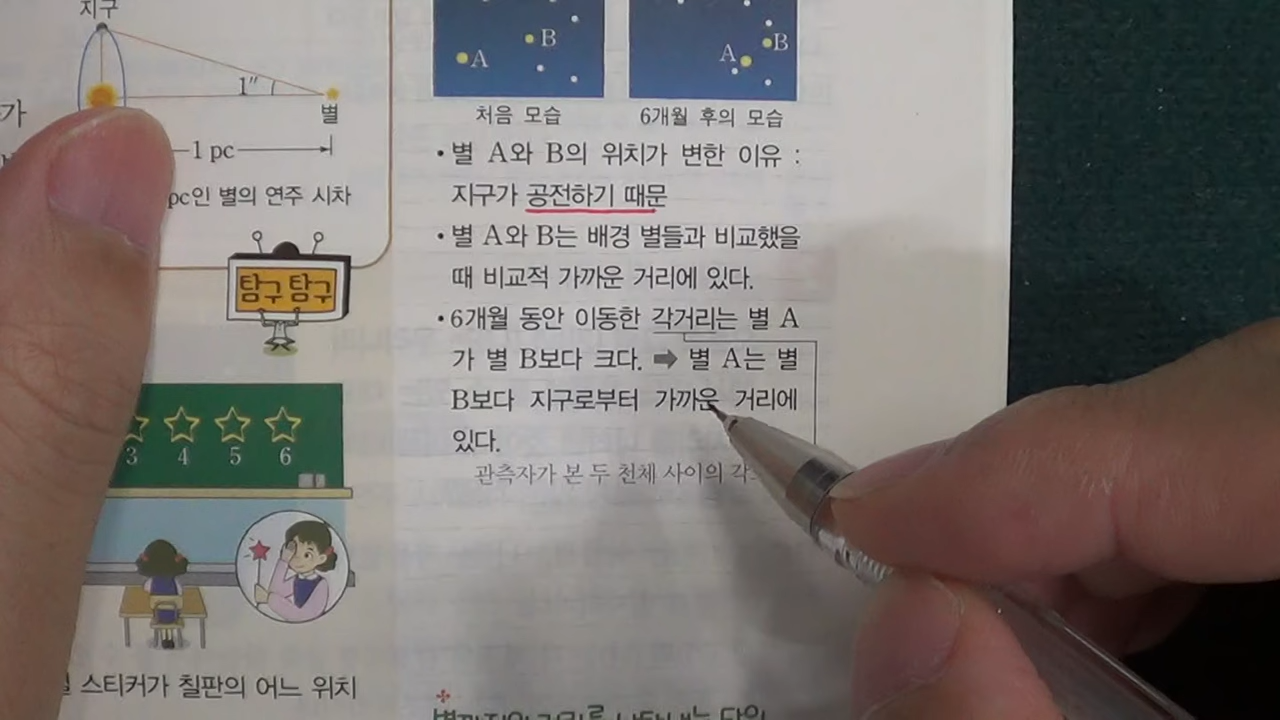 지구
1″
별
1 pc
pc인 별의 연주 시차
탐구 탐구
3 4 5 6
스티커가 칠판의 어느 위치
A B
A B
처음 모습
6개월 후의 모습
• 별 A와 B의 위치가 변한 이유 :
지구가 공전하기 때문
• 별 A와 B는 배경 별들과 비교했을
때 비교적 가까운 거리에 있다.
• 6개월 동안 이동한 각거리는 별 A
가 별 B보다 크다. ➡ 별 A는 별
B보다 지구로부터 가까운 거리에
있다.
관측자가 본 두 천체 사이의